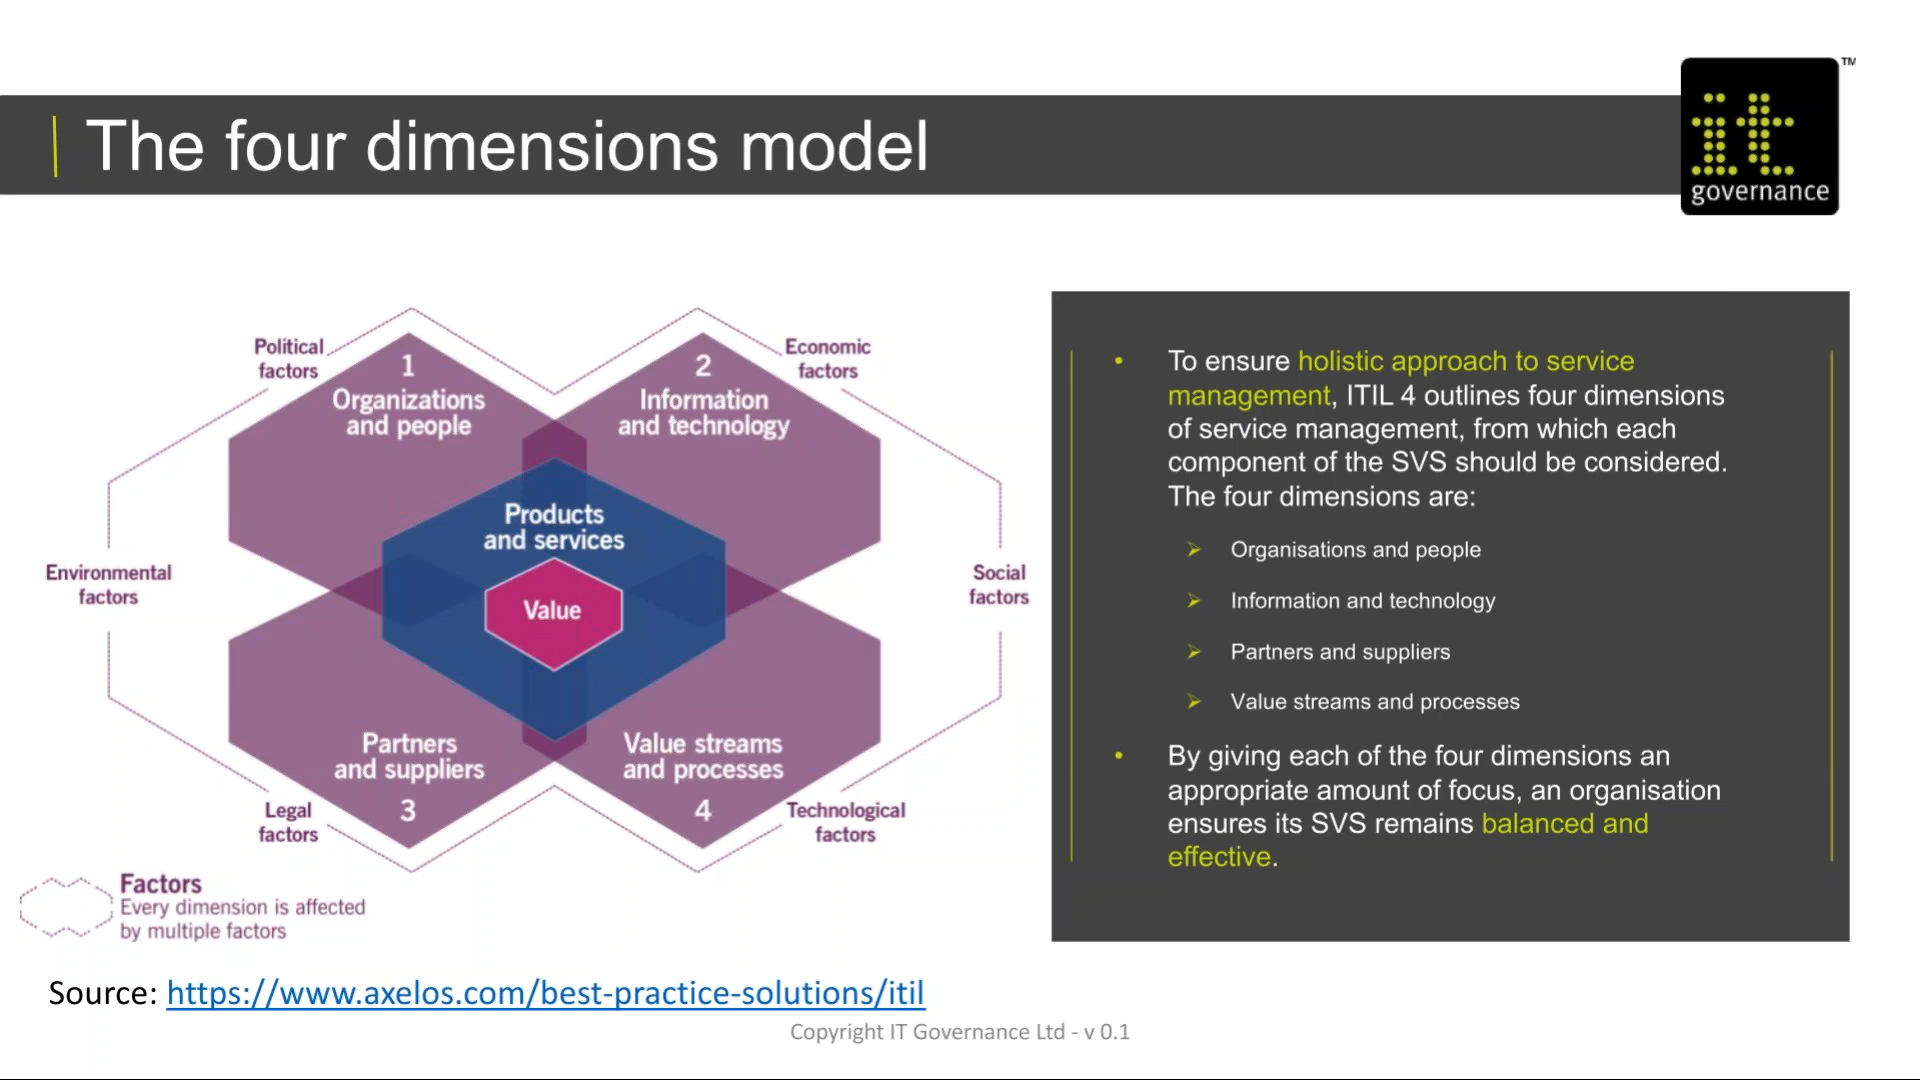 The four dimensions model
it
governance
TM
Political
factors
1
Organizations
and people
2
Information
and technology
Economic
factors
Products
and services
Environmental
factors
Value
Social
factors
Partners
and suppliers
3
Value streams
and processes
4
Legal
factors
Technological
factors
Factors
Every dimension is affected
by multiple factors
• To ensure holistic approach to service
management, ITIL 4 outlines four dimensions
of service management, from which each
component of the SVS should be considered.
The four dimensions are:
➢ Organisations and people
➢ Information and technology
➢ Partners and suppliers
➢ Value streams and processes
• By giving each of the four dimensions an
appropriate amount of focus, an organisation
ensures its SVS remains balanced and
effective.
Source: https://www.axelos.com/best-practice-solutions/itil
Copyright IT Governance Ltd - v 0.1